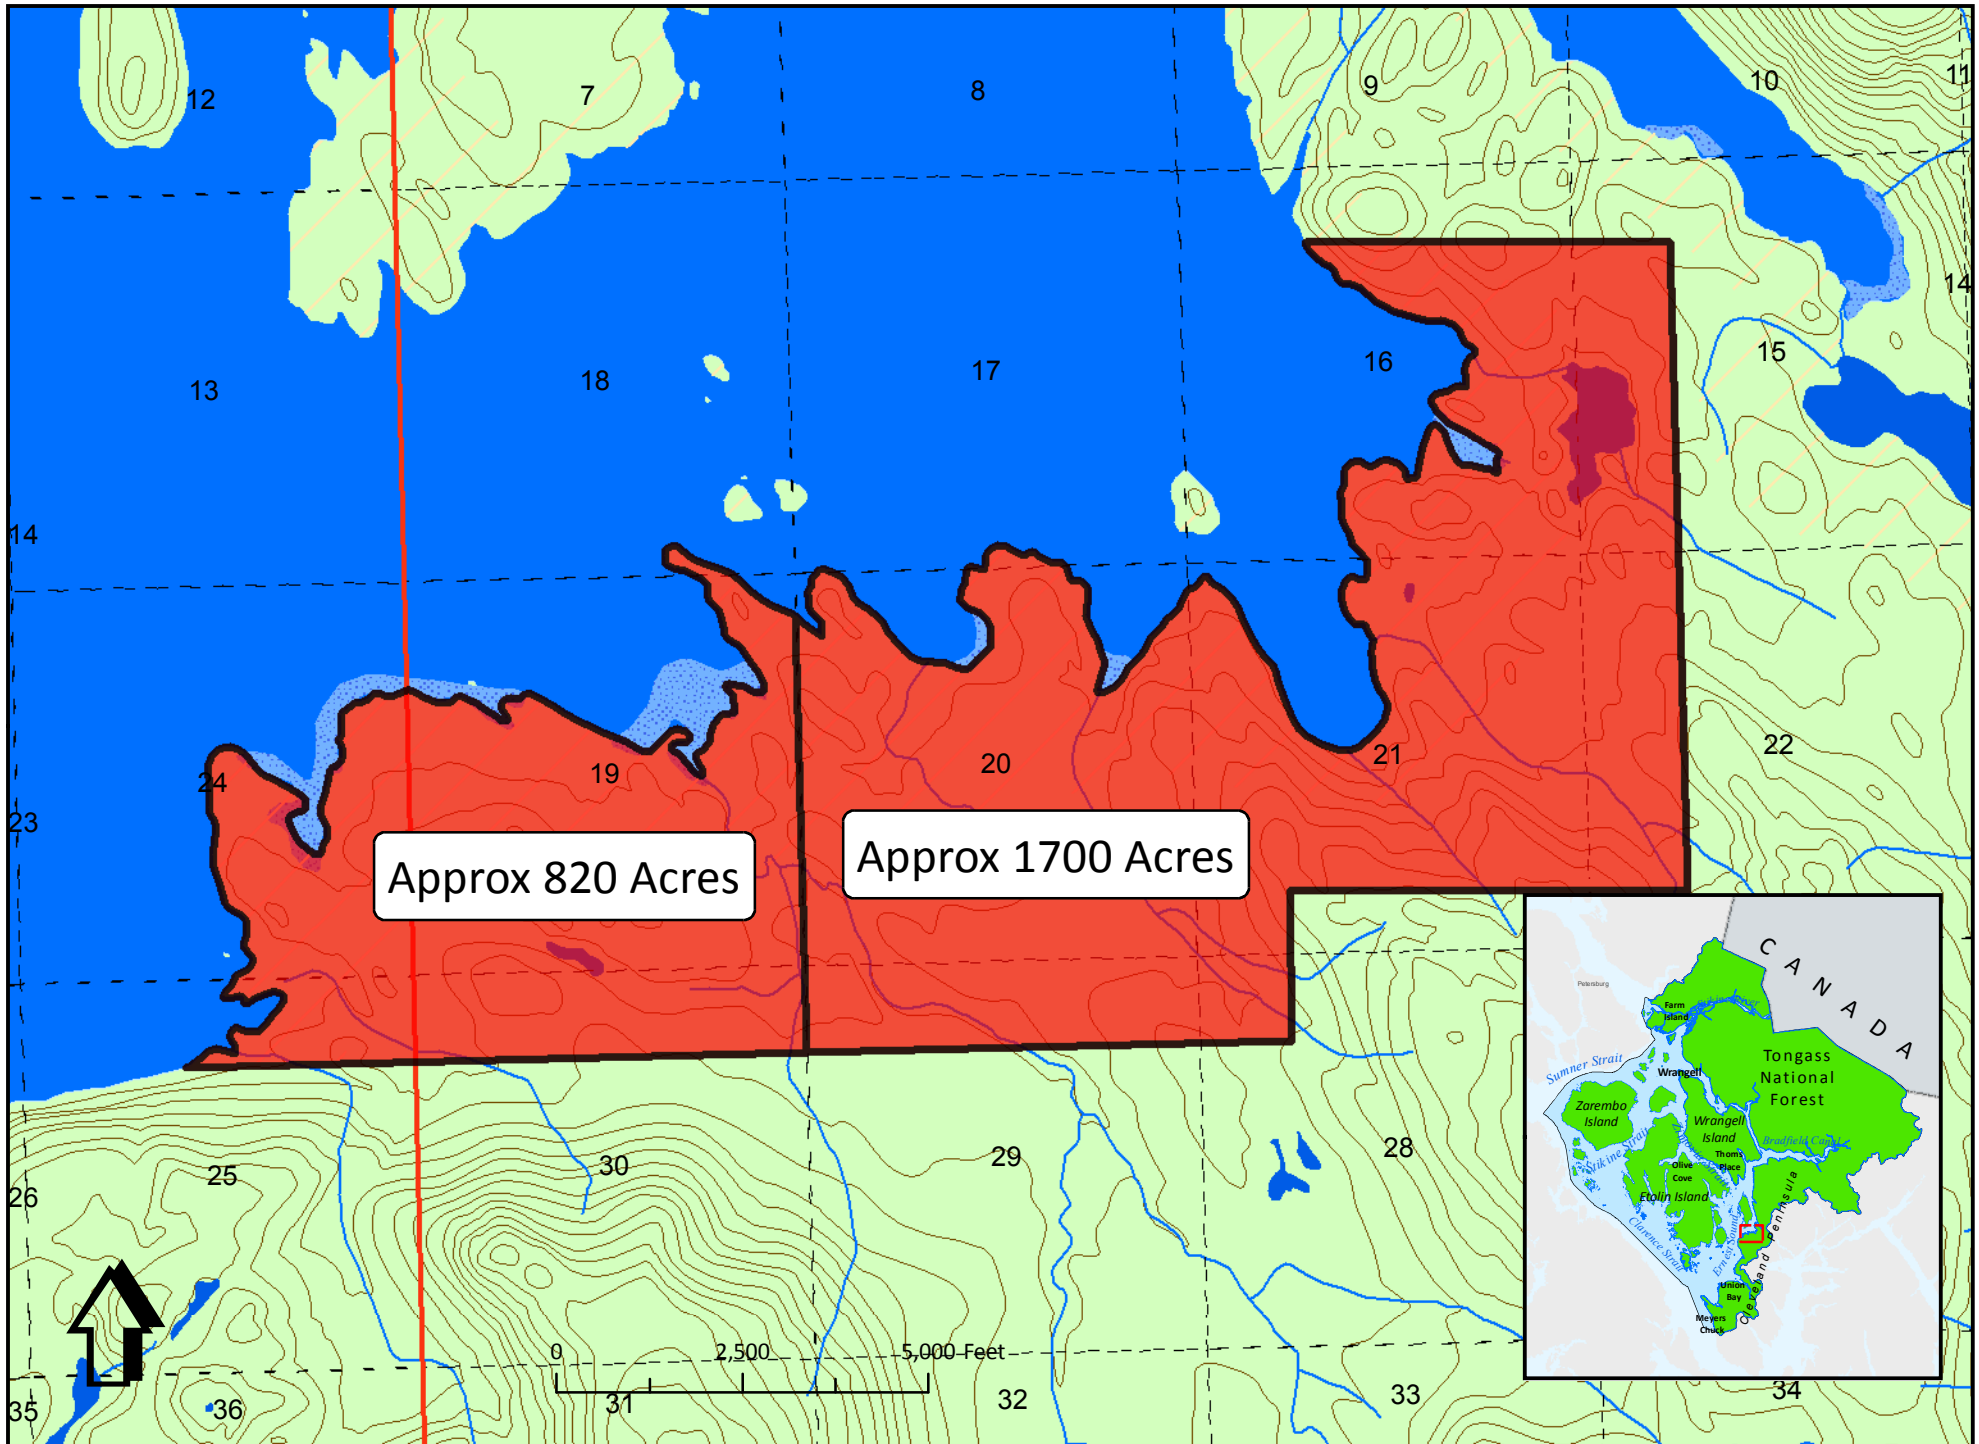 12
7
8
9
10
11
13
18
17
16
15
14
14
24
19
20
21
22
23
Approx 820 Acres
Approx 1700 Acres
25
30
29
28
26
35
36
31
32
33
34
0
2,500
5,000 Feet
CANADA
Petersburg
Farm
Island
Stikine River
Sumner Strait
Wrangell
Tongass
National
Forest
Zarembo
Island
Wrangell
Island
Stikine Strait
Bradfield Canal
Thoms
Place
Olive
Cove
Etolin Island
Clarence Strait
Ernest Sound
Cleveland Peninsula
Union
Bay
Meyers
Chuck